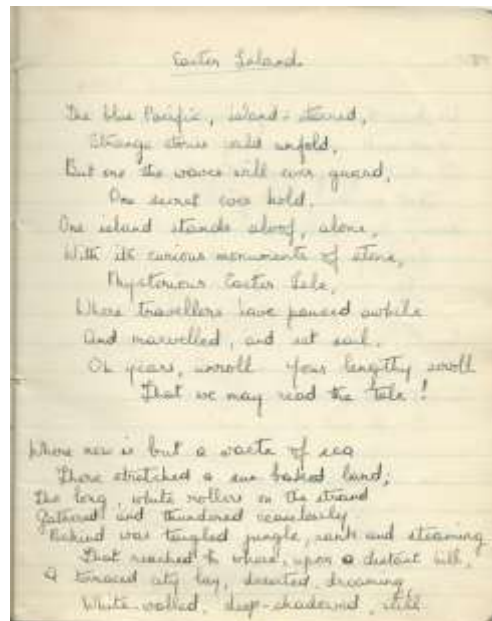 Easter Island.
The blue Pacific, island-starred,
Strange stories could unfold,
But one the waves will ever guard,
One secret ever hold.
One island stands aloof, alone,
With its curious monuments of stone,
Mysterious Easter Isle,
Where travellers have paused awhile
And marvelled, and set sail.
Oh years, unroll your lengthy scroll
That we may read the tale!
Where now is but a waste of sea
There stretched a sun baked land;
The long, white rollers on the strand
Gathered and thundered ceaselessly
Behind was tangled jungle, rank and steaming
That reached to where, upon a distant hill,
A terraced city lay, deserted, dreaming,
White-walled, deep-shadowed, still